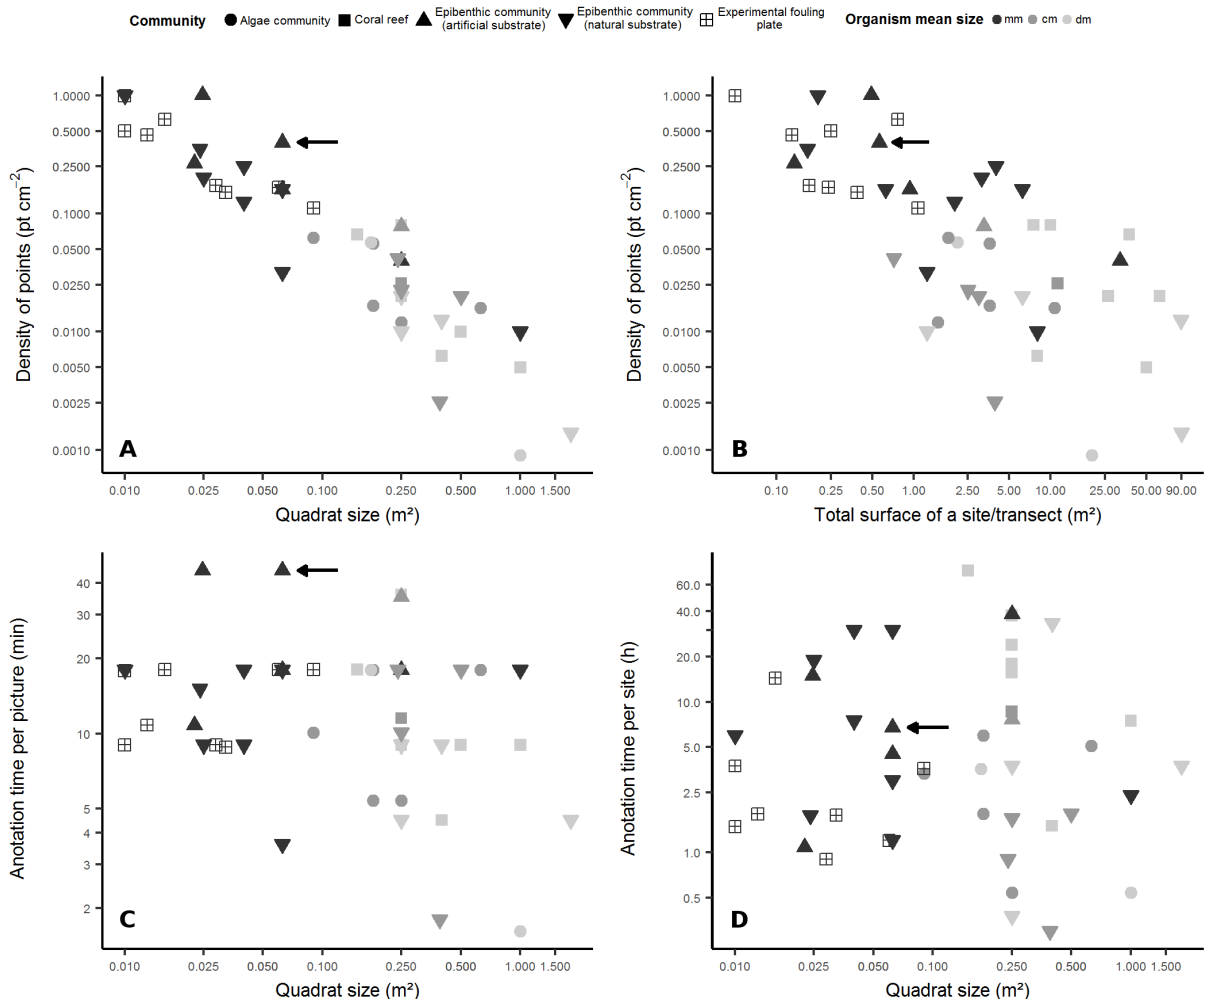 Community
Algae community
Coral reef
Epibenthic community
(artificial substrate)
Epibenthic community
(natural substrate)
Experimental fouling
plate
Organism mean size
mm
cm
dm
Density of points (pt cm−2)
1.0000
0.5000
0.2500
0.1000
0.0500
0.0250
0.0100
0.0050
0.0025
0.0010
A
0.010
0.025
0.050
0.100
0.250
0.500
1.000
1.500
Quadrat size (m²)
Density of points (pt cm−2)
1.0000
0.5000
0.2500
0.1000
0.0500
0.0250
0.0100
0.0050
0.0025
0.0010
B
0.10
0.25
0.50
1.00
2.50
5.00
10.00
25.00
50.00
90.00
Total surface of a site/transect (m²)
Anotation time per picture (min)
40
30
20
10
5
4
3
2
C
0.010
0.025
0.050
0.100
0.250
0.500
1.000
1.500
Quadrat size (m²)
Anotation time per site (h)
60.0
40.0
20.0
10.0
5.0
2.5
1.0
0.5
D
0.010
0.025
0.050
0.100
0.250
0.500
1.000
1.500
Quadrat size (m²)